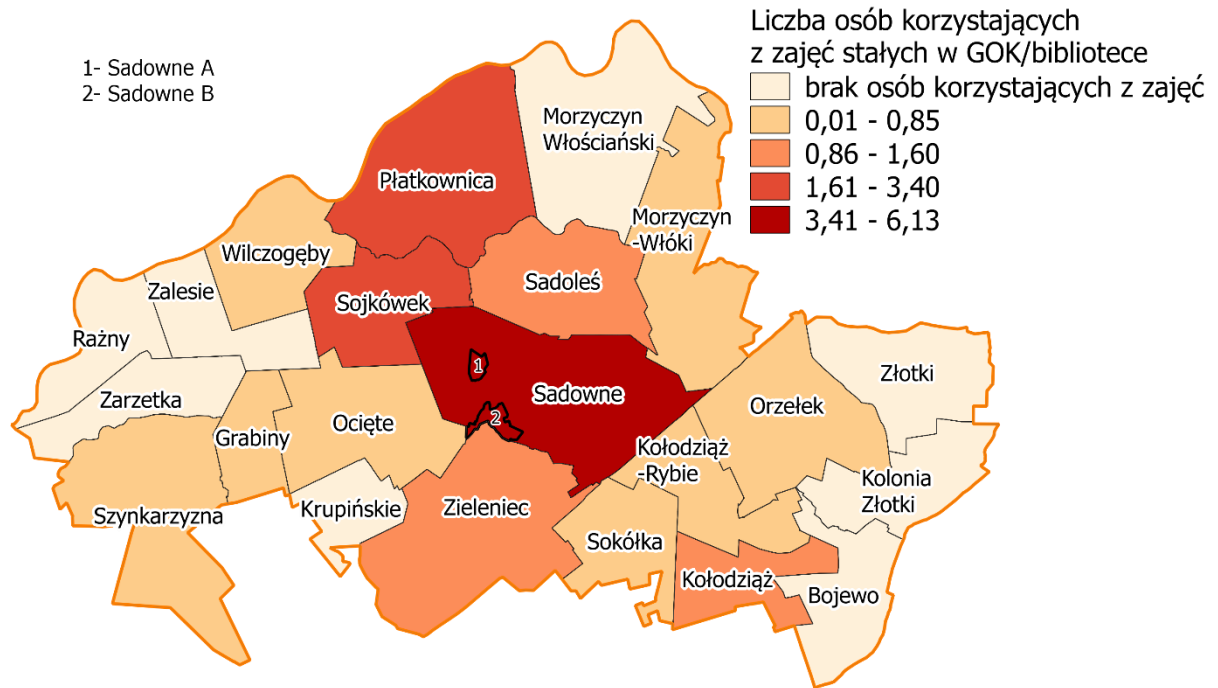 Liczba osób korzystających
z zajęć stałych w GOK/bibliotece
brak osób korzystających z zajęć
0,01 - 0,85
0,86 - 1,60
1,61 - 3,40
3,41 - 6,13
1- Sadowne A
2- Sadowne B
Morzyczyn
Włościański
Płatkownica
Morzyczyn
-Włóki
Wilczogęby
Sadoleś
Zalesie
Sojkówek
Rażny
Złotki
1
Sadowne
Zarzetka
Orzełek
2
Ocięte
Grabiny
Kołodziąż
-Rybie
Kolonia
Złotki
Krupińskie
Zieleniec
Szynkarzyzna
Sokółka
Kołodziąż
Bojewo